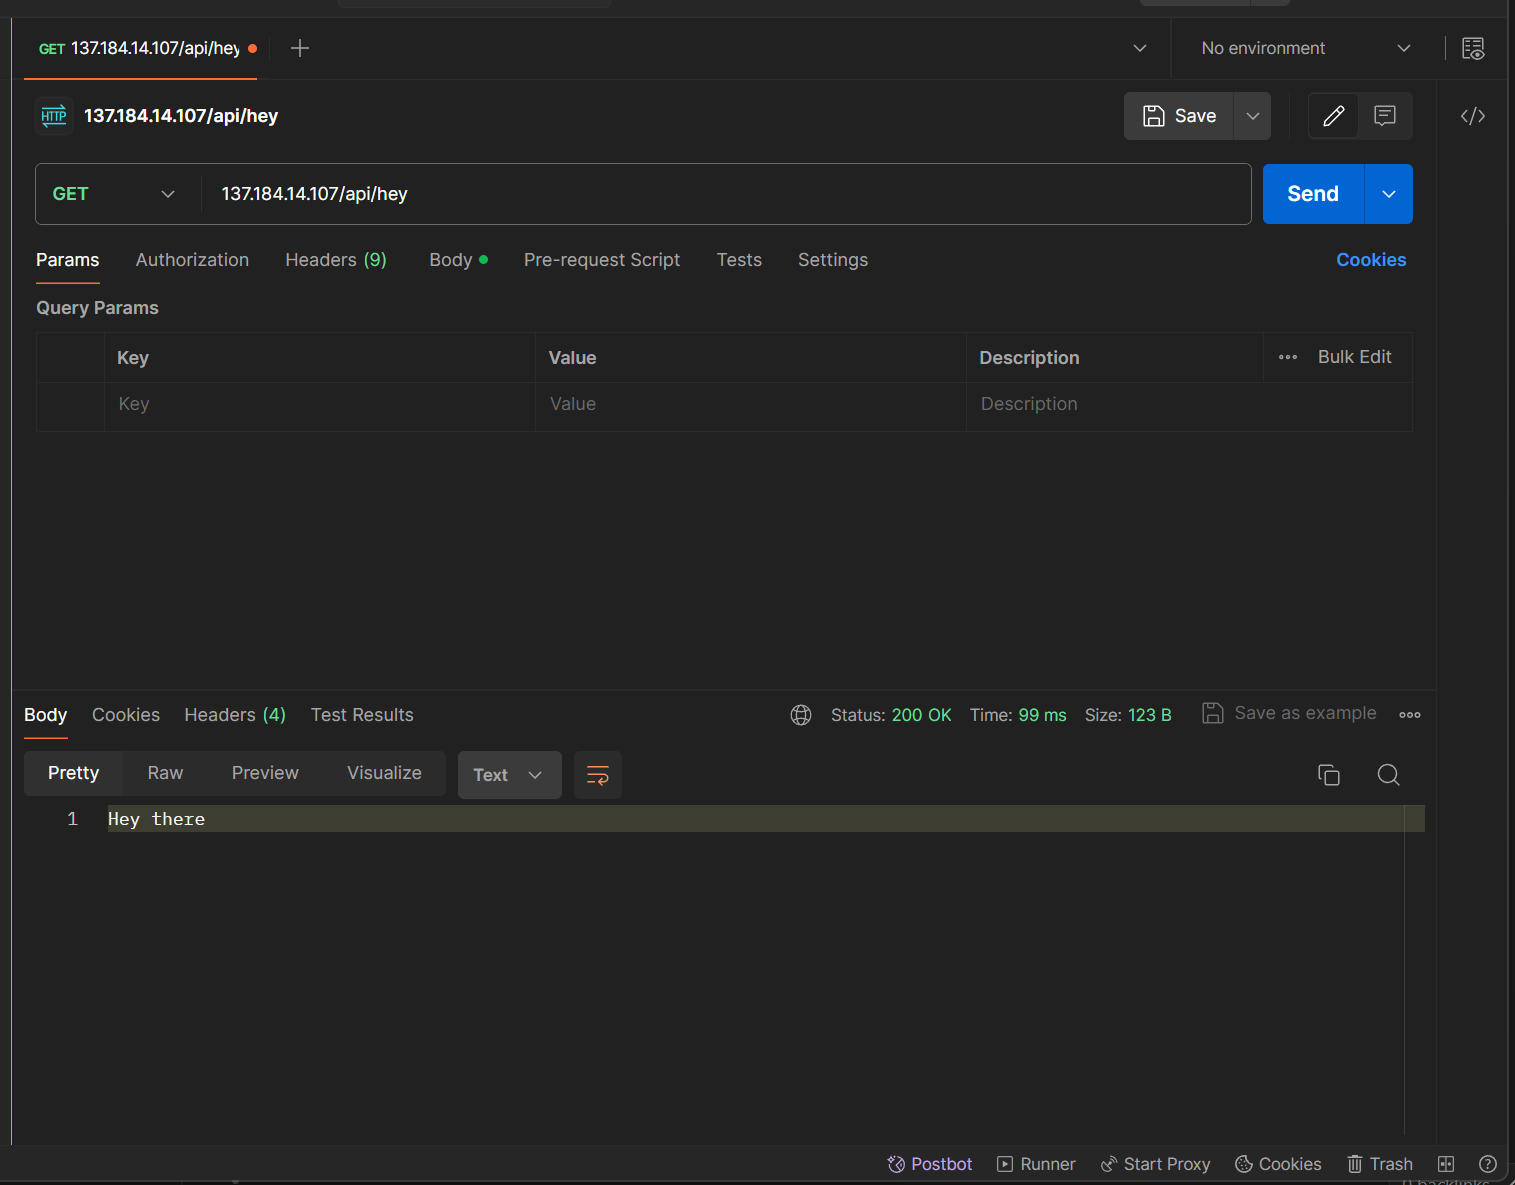 GET 137.184.14.107/api/hey
No environment
HTTP 137.184.14.107/api/hey
Save
GET 137.184.14.107/api/hey
Send
Params Authorization Headers (9) Body Pre-request Script Tests Settings Cookies
Query Params
Key Value Description Bulk Edit
Key Value Description
Body Cookies Headers (4) Test Results Status: 200 OK Time: 99 ms Size: 123 B Save as example
Pretty Raw Preview Visualize Text
1 Hey there
Postbot Runner Start Proxy Cookies Trash
0 backlinks